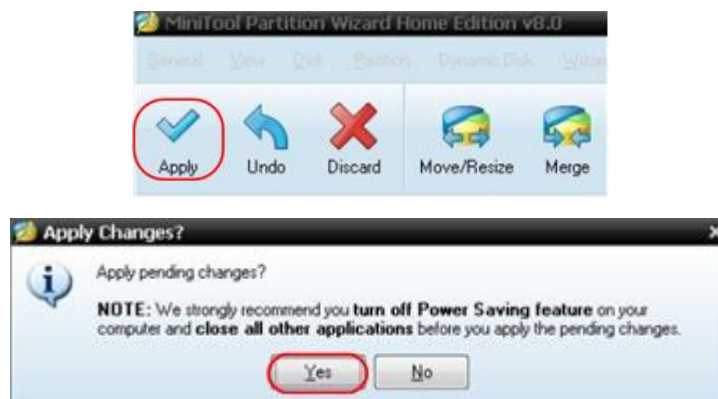 MiniTool Partition Wizard Home Edition v8.0
General View Disk Partition Dynamic Disk
Apply Undo Discard Move/Resize Merge
Apply Changes?
Apply pending changes?
NOTE: We strongly recommend you turn off Power Saving feature on your
computer and close all other applications before you apply the pending changes.
Yes No